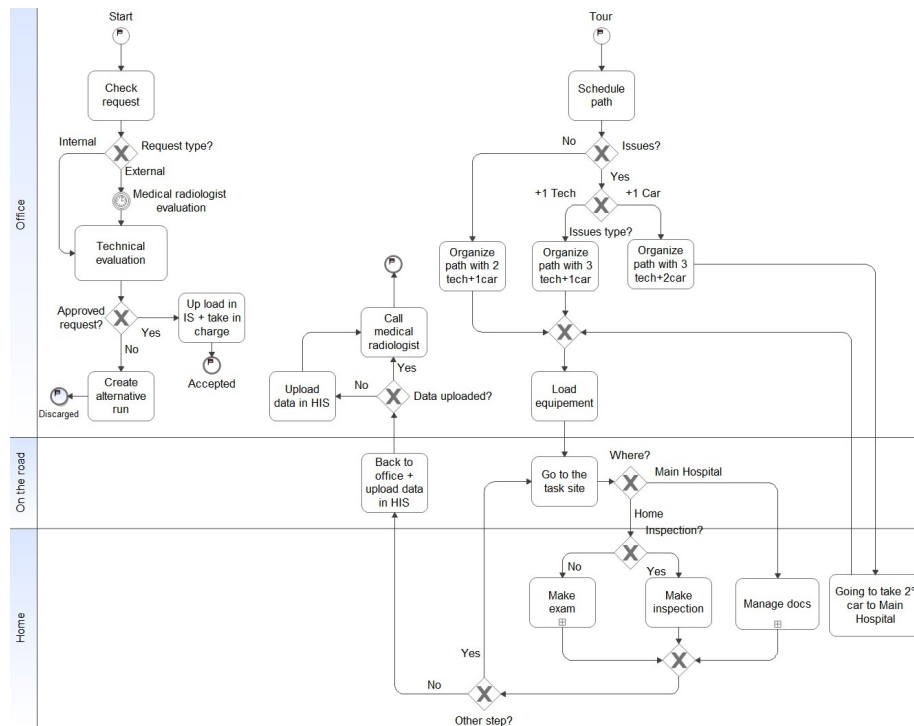 Start
Tour
Check
request
Schedule
path
Internal
Request type?
External
No
Issues?
Yes
Medical radiologist
evaluation
+1 Tech
+1 Car
Issues type?
Office
Technical
evaluation
Organize
path with 2
tech+1car
Organize
path with 3
tech+1car
Organize
path with 3
tech+2car
Approved
request?
Yes
No
Up load in
IS + take in
charge
Accepted
Create
alternative
run
Discarged
Call
medical
radiologist
Yes
No
Upload
data in HIS
Data uploaded?
Load
equipement
On the road
Back to
office +
upload data
in HIS
Go to the
task site
Where?
Main Hospital
Home
Inspection?
Home
No
Yes
Make
exam
Make
inspection
Manage docs
Going to take 2°
car to Main
Hospital
Yes
No
Other step?